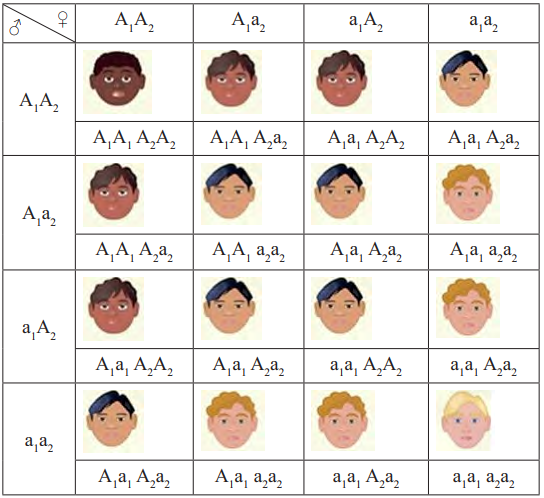 ♂ ♀ A₁A₂ A₁a₂ a₁A₂ a₁a₂
A₁A₂
A₁A₁ A₂A₂ A₁A₁ A₂a₂ A₁a₁ A₂A₂ A₁a₁ A₂a₂
A₁a₂
A₁A₁ A₂a₂ A₁A₁ a₂a₂ A₁a₁ A₂a₂ A₁a₁ a₂a₂
a₁A₂
A₁a₁ A₂A₂ A₁a₁ A₂a₂ a₁a₁ A₂A₂ a₁a₁ A₂a₂
a₁a₂
A₁a₁ A₂a₂ A₁a₁ a₂a₂ a₁a₁ A₂a₂ a₁a₁ a₂a₂